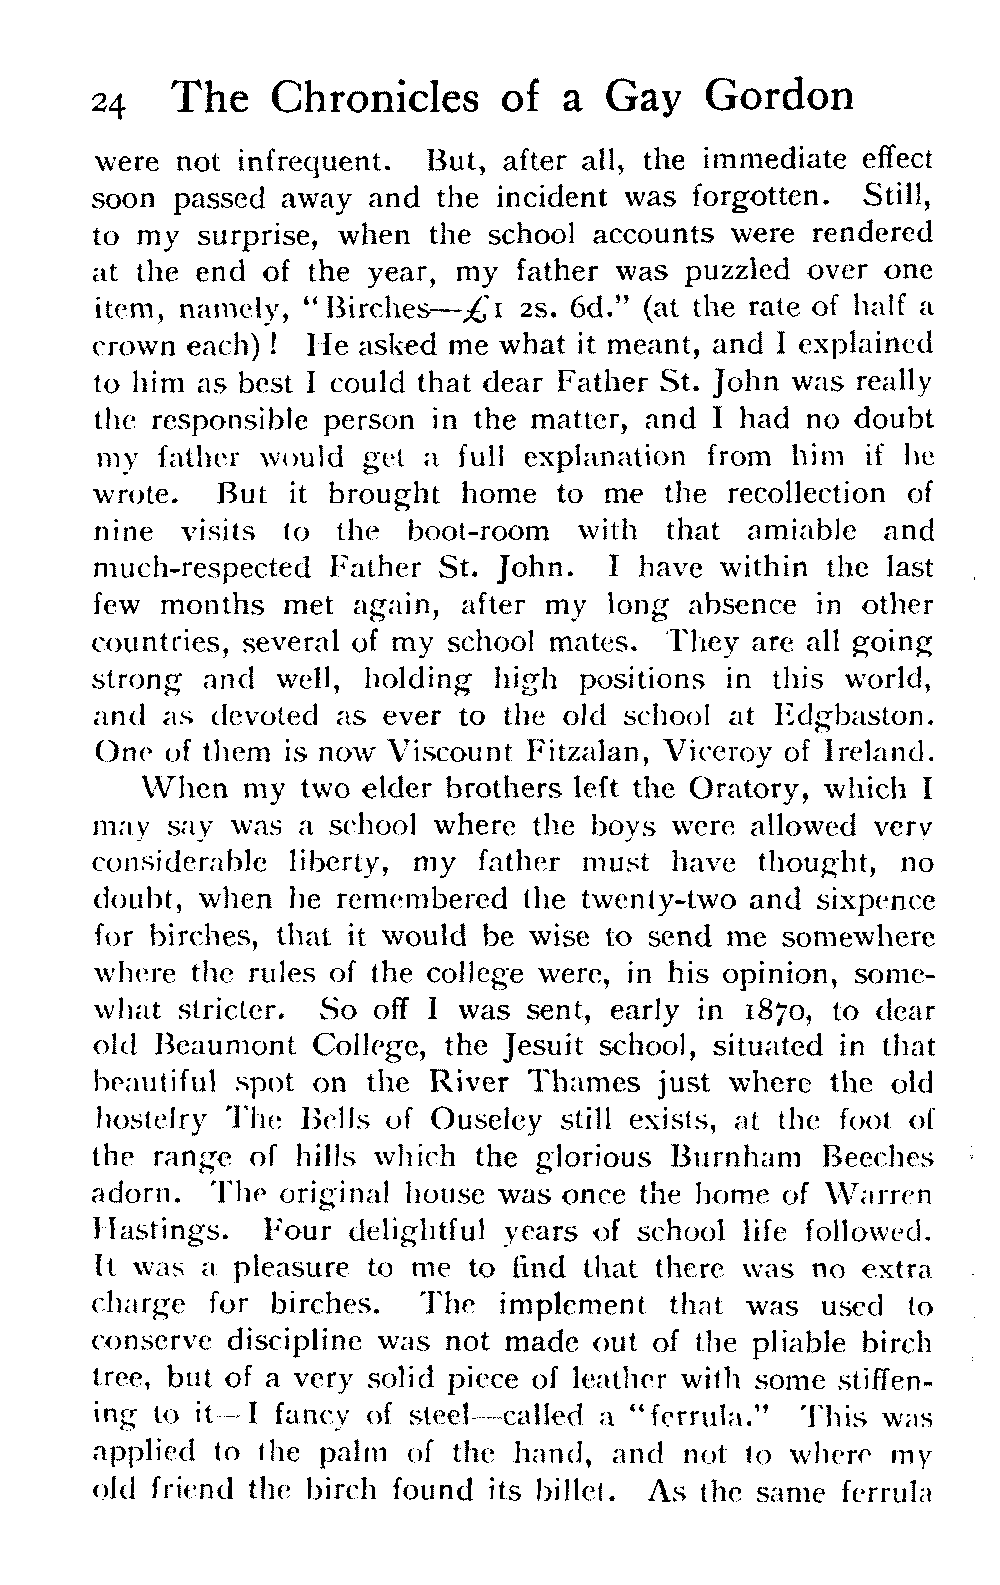 24 The Chronicles of a Gay Gordon
were not infrequent. But, after all, the immediate effect
soon passed away and the incident was forgotten. Still,
to my surprise, when the school accounts were rendered
at the end of the year, my father was puzzled over one
item, namely, "Birches—£1 2s. 6d." (at the rate of half a
crown each)! He asked me what it meant, and I explained
to him as best I could that dear Father St. John was really
the responsible person in the matter, and I had no doubt
my father would get a full explanation from him if he
wrote. But it brought home to me the recollection of
nine visits to the boot-room with that amiable and
much-respected Father St. John. I have within the last
few months met again, after my long absence in other
countries, several of my school mates. They are all going
strong and well, holding high positions in this world,
and as devoted as ever to the old school at Edgbaston.
One of them is now Viscount Fitzalan, Viceroy of Ireland.
When my two elder brothers left the Oratory, which I
may say was a school where the boys were allowed very
considerable liberty, my father must have thought, no
doubt, when he remembered the twenty-two and sixpence
for birches, that it would be wise to send me somewhere
where the rules of the college were, in his opinion, some-
what stricter. So off I was sent, early in 1870, to dear
old Beaumont College, the Jesuit school, situated in that
beautiful spot on the River Thames just where the old
hostelry The Bells of Ouseley still exists, at the foot of
the range of hills which the glorious Burnham Beeches
adorn. The original house was once the home of Warren
Hastings. Four delightful years of school life followed.
It was a pleasure to me to find that there was no extra
charge for birches. The implement that was used to
conserve discipline was not made out of the pliable birch
tree, but of a very solid piece of leather with some stiffen-
ing to it—I fancy of steel—called a "ferrula." This was
applied to the palm of the hand, and not to where my
old friend the birch found its billet. As the same ferrula